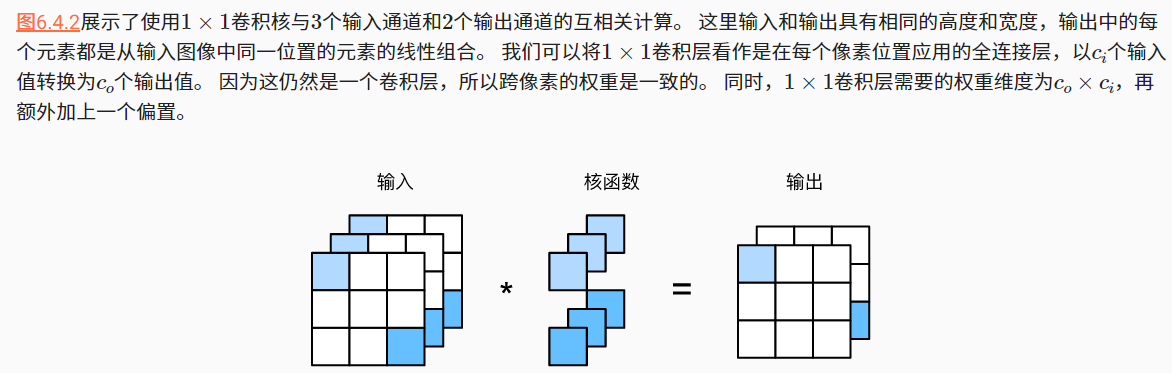 图6.4.2展示了使用1 × 1卷积核与3个输入通道和2个输出通道的互相关计算。 这里输入和输出具有相同的高度和宽度，输出中的每
个元素都是从输入图像中同一位置的元素的线性组合。 我们可以将1 × 1卷积层看作是在每个像素位置应用的全连接层，以cᵢ个输入
值转换为cₒ个输出值。 因为这仍然是一个卷积层，所以跨像素的权重是一致的。 同时，1 × 1卷积层需要的权重维度为cₒ × cᵢ，再
额外加上一个偏置。
输入 核函数 输出
* =